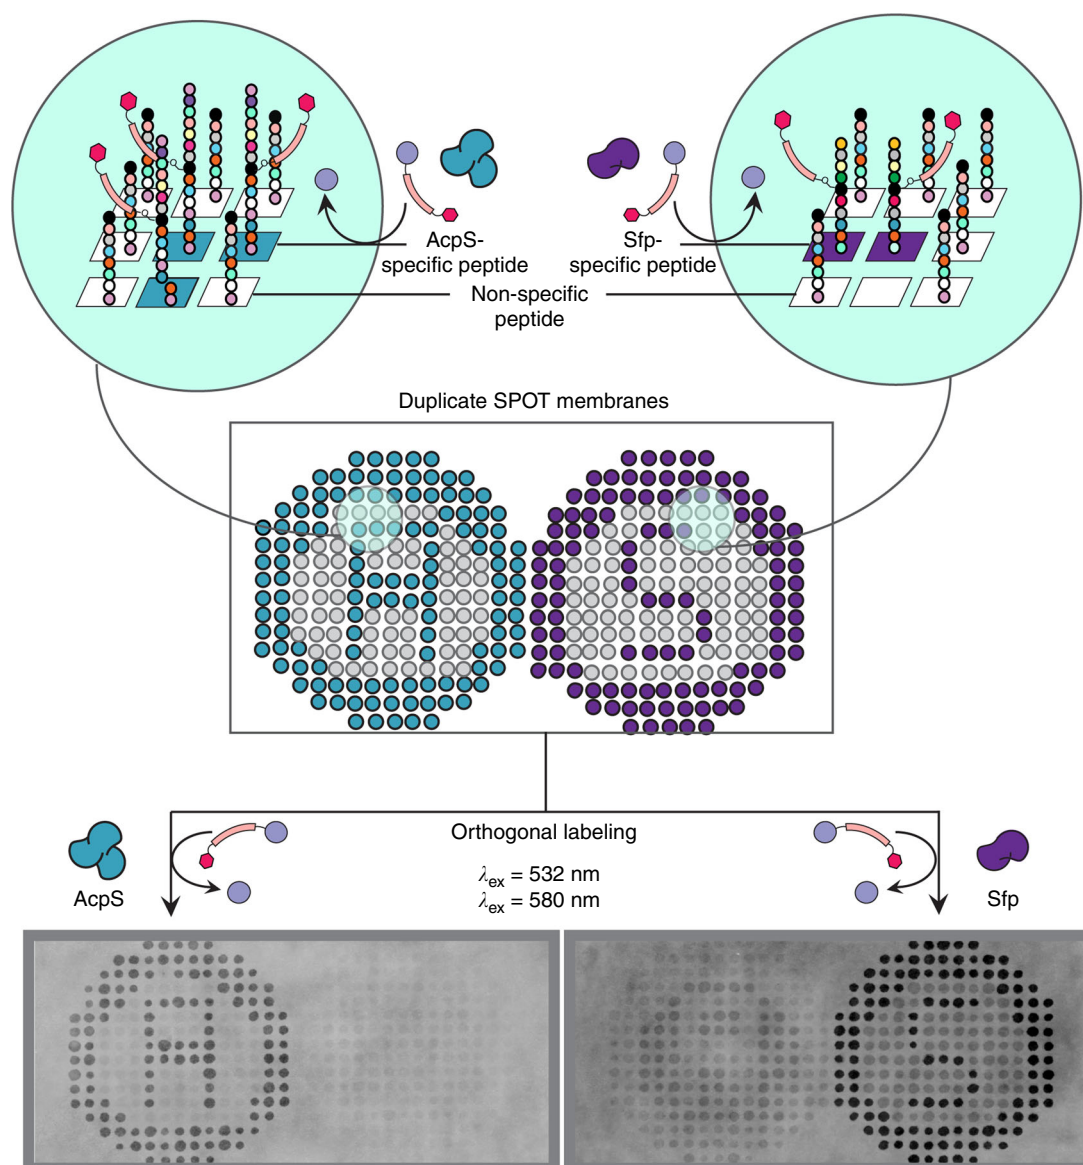 AcpS-
specific peptide
Sfp-
specific peptide
Non-specific
peptide
Duplicate SPOT membranes
Orthogonal labeling
λex = 532 nm
λex = 580 nm
AcpS
Sfp